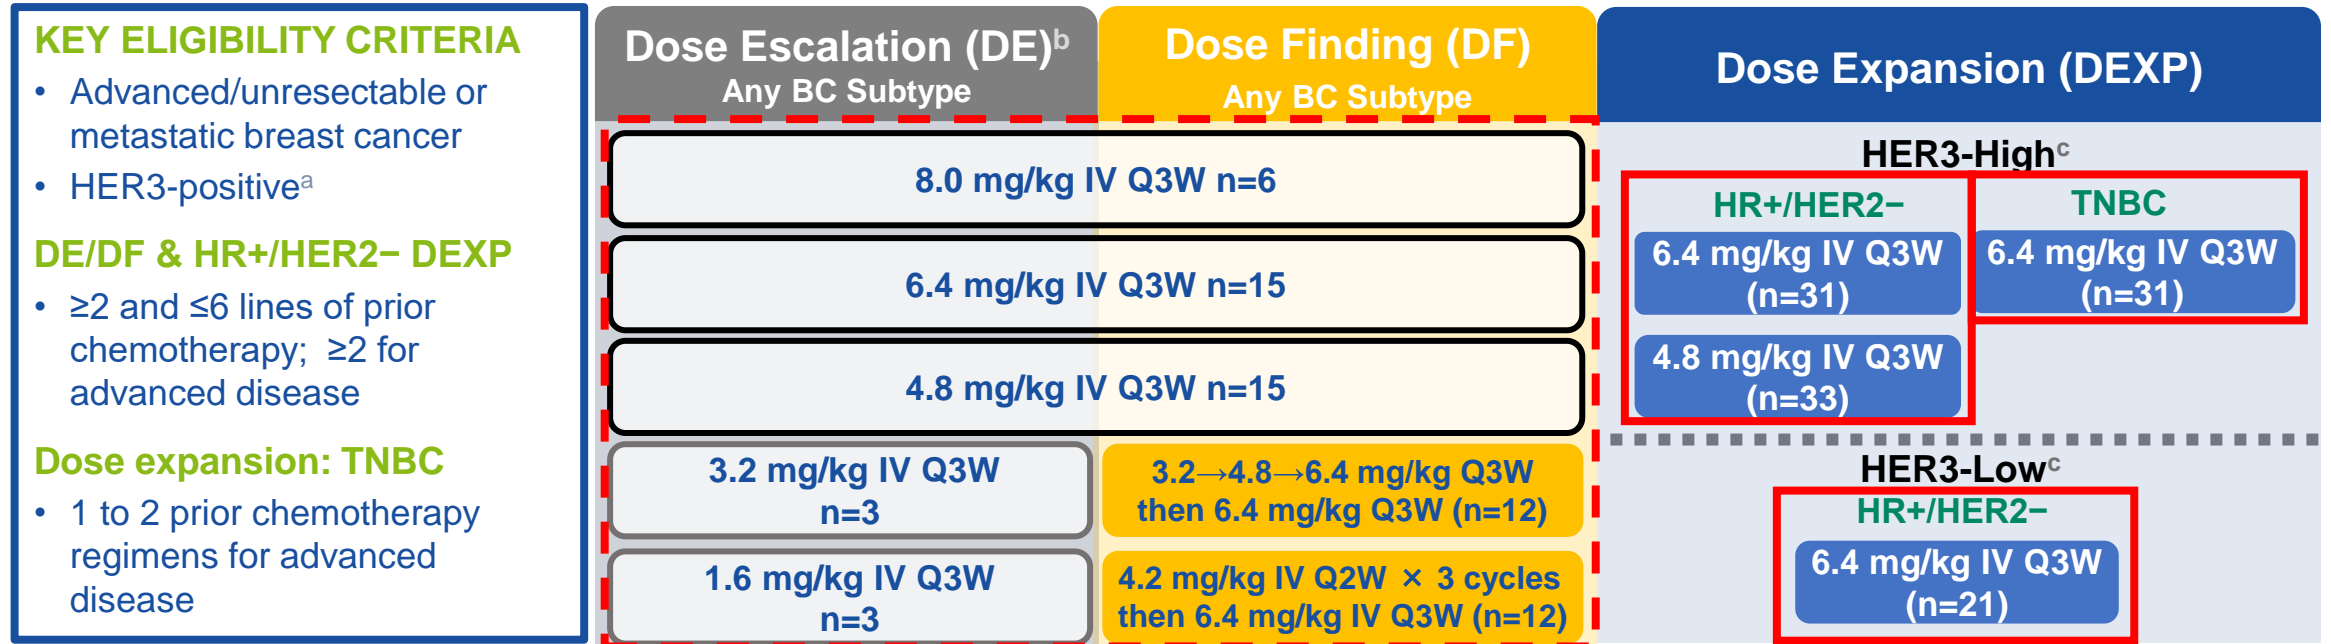 KEY ELIGIBILITY CRITERIA
• Advanced/unresectable or
metastatic breast cancer
• HER3-positiveᵃ
DE/DF & HR+/HER2− DEXP
• ≥2 and ≤6 lines of prior
chemotherapy; ≥2 for
advanced disease
Dose expansion: TNBC
• 1 to 2 prior chemotherapy
regimens for advanced
disease
Dose Escalation (DE)ᵇ
Any BC Subtype
Dose Finding (DF)
Any BC Subtype
8.0 mg/kg IV Q3W n=6
6.4 mg/kg IV Q3W n=15
4.8 mg/kg IV Q3W n=15
3.2 mg/kg IV Q3W
n=3
3.2→4.8→6.4 mg/kg Q3W
then 6.4 mg/kg Q3W (n=12)
1.6 mg/kg IV Q3W
n=3
4.2 mg/kg IV Q2W × 3 cycles
then 6.4 mg/kg IV Q3W (n=12)
Dose Expansion (DEXP)
HER3-Highᶜ
HR+/HER2−
6.4 mg/kg IV Q3W
(n=31)
4.8 mg/kg IV Q3W
(n=33)
TNBC
6.4 mg/kg IV Q3W
(n=31)
HER3-Lowᶜ
HR+/HER2−
6.4 mg/kg IV Q3W
(n=21)